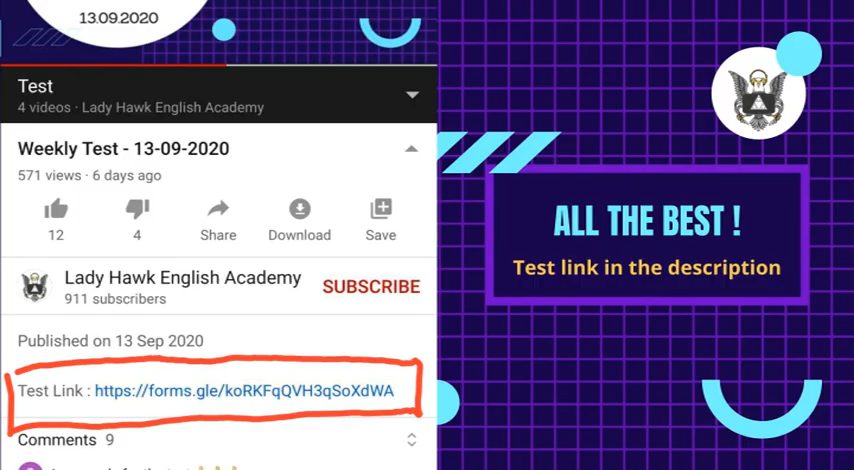 13.09.2020
Test
4 videos · Lady Hawk English Academy
Weekly Test - 13-09-2020
571 views · 6 days ago
12
4
Share
Download
Save
Lady Hawk English Academy
911 subscribers
SUBSCRIBE
Published on 13 Sep 2020
Test Link : https://forms.gle/koRKFqQVH3qSoXdWA
Comments 9
ALL THE BEST !
Test link in the description